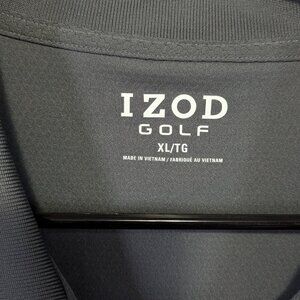 IZOD
GOLF
XL/TG
MADE IN VIETNAM / FABRIQUÉ AU VIETNAM